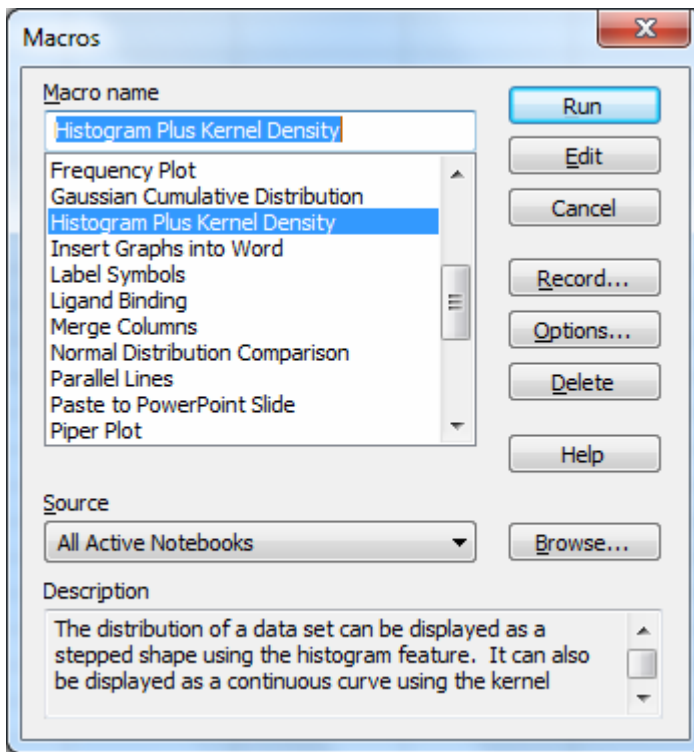 Macros
Macro name
Histogram Plus Kernel Density
Frequency Plot
Gaussian Cumulative Distribution
Histogram Plus Kernel Density
Insert Graphs into Word
Label Symbols
Ligand Binding
Merge Columns
Normal Distribution Comparison
Parallel Lines
Paste to PowerPoint Slide
Piper Plot
Run
Edit
Cancel
Record...
Options...
Delete
Help
Source
All Active Notebooks
Browse...
Description
The distribution of a data set can be displayed as a
stepped shape using the histogram feature.  It can also
be displayed as a continuous curve using the kernel